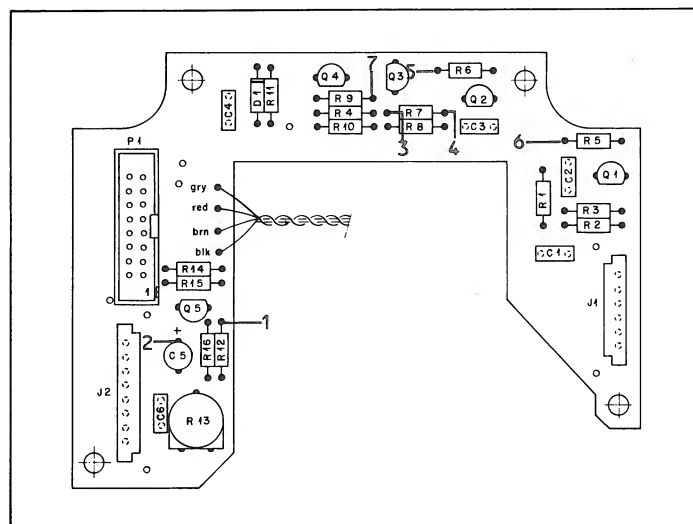 Q4
7
Q3
5
R6
C4
D1
R11
R9
Q2
R4
R7
R10
R8
C3
3
4
6
R5
P1
C2
Q1
gry
R1
red
R3
brn
R2
blk
C1
R14
1
R15
J1
Q5
+
1
2
C5
R16
R12
J2
C6
R13